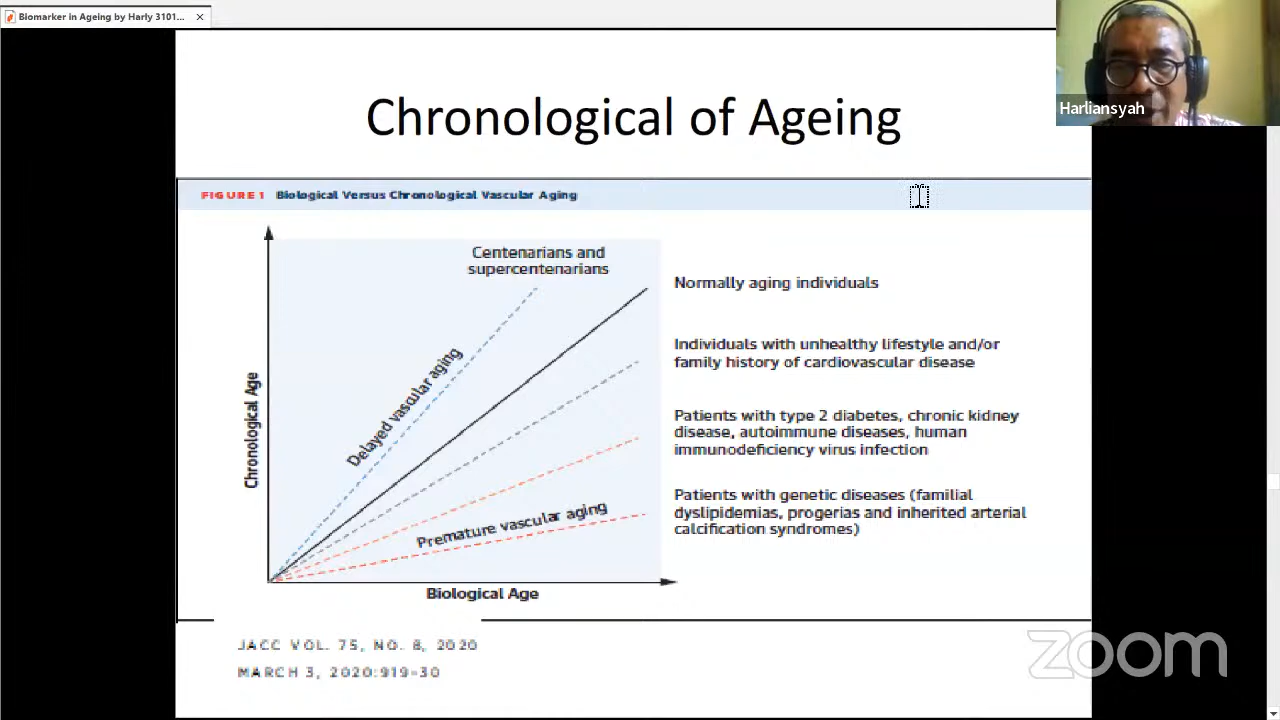 Biomarker in Ageing by Harly 3101...
Harliansyah
Chronological of Ageing
FIGURE 1 Biological Versus Chronological Vascular Aging
Centenarians and
supercentenarians
Delayed vascular aging
Premature vascular aging
Chronological Age
Biological Age
Normally aging individuals
Individuals with unhealthy lifestyle and/or
family history of cardiovascular disease
Patients with type 2 diabetes, chronic kidney
disease, autoimmune diseases, human
immunodeficiency virus infection
Patients with genetic diseases (familial
dyslipidemias, progerias and inherited arterial
calcification syndromes)
JACC VOL. 75, NO. 8, 2020
MARCH 3, 2020:919-30
zoom